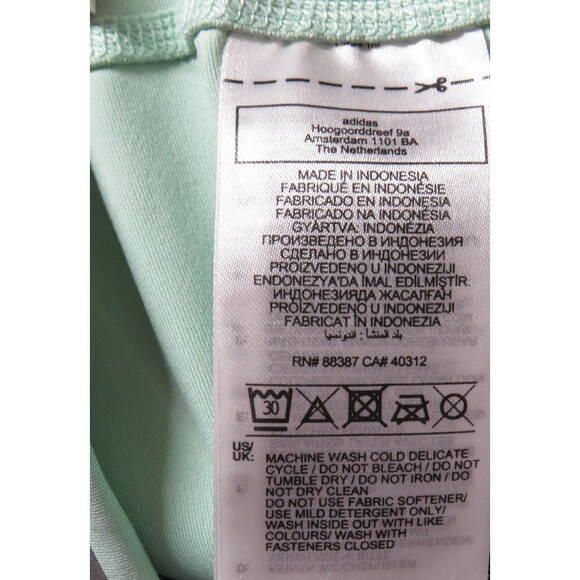 adidas
Hoogoorddreef 9a
Amsterdam 1101 BA
The Netherlands
MADE IN INDONESIA
FABRIQUÉ EN INDONÉSIE
FABRICADO EN INDONESIA
FABRICADO NA INDONÉSIA
GYÁRTVA: INDONÉZIA
ПРОИЗВЕДЕНО В ИНДОНЕЗИЯ
СДЕЛАНО В ИНДОНЕЗИИ
PROIZVEDENO U INDONEZIJI
ENDONEZYA'DA İMAL EDİLMİŞTİR.
ИНДОНЕЗИЯДА ЖАСАЛҒАН
PROIZVEDENO U INDONEZIJI
FABRICAT ÎN INDONEZIA
بلد المنشأ: اندونسيا
RN# 88387 CA# 40312
30
US/
UK:
MACHINE WASH COLD DELICATE
CYCLE / DO NOT BLEACH / DO NOT
TUMBLE DRY / DO NOT IRON / DO
NOT DRY CLEAN
DO NOT USE FABRIC SOFTENER/
USE MILD DETERGENT ONLY/
WASH INSIDE OUT WITH LIKE
COLOURS/ WASH WITH
FASTENERS CLOSED